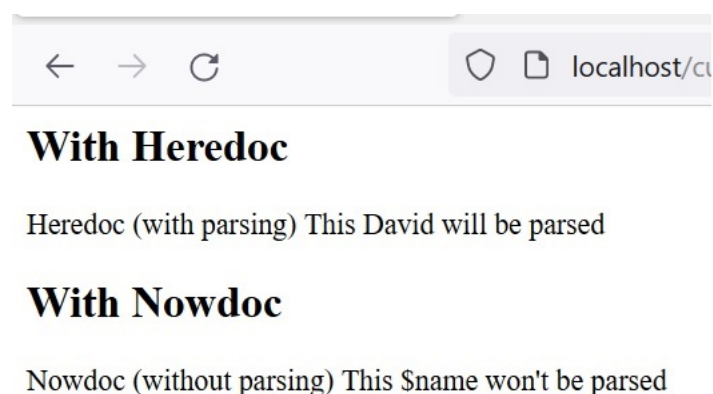 localhost/cu
With Heredoc
Heredoc (with parsing) This David will be parsed
With Nowdoc
Nowdoc (without parsing) This $name won't be parsed